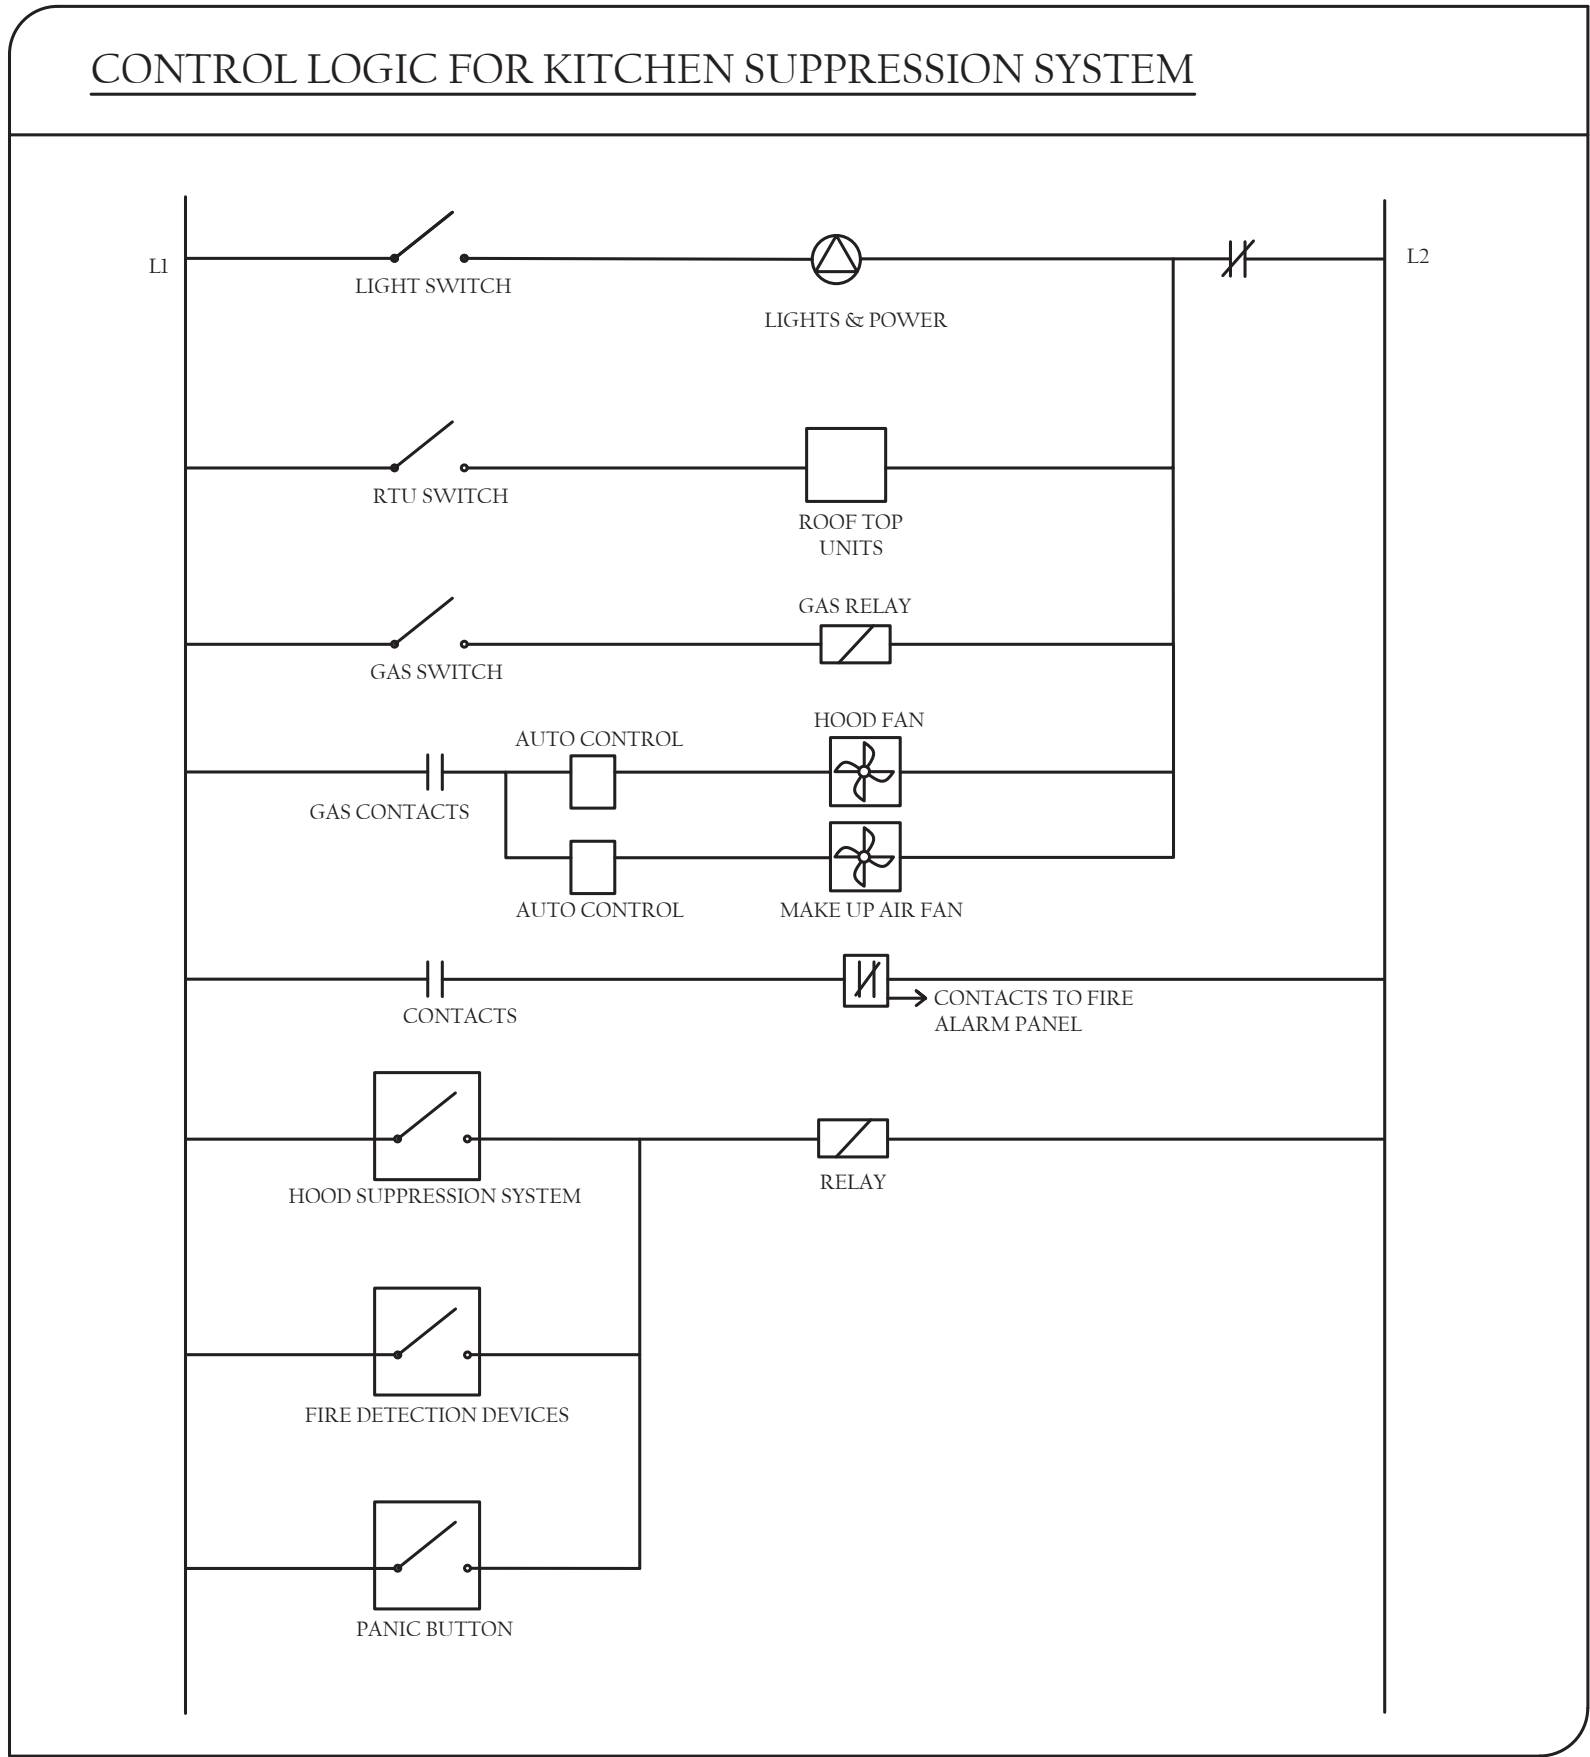 CONTROL LOGIC FOR KITCHEN SUPPRESSION SYSTEM
L1
L2
LIGHT SWITCH
LIGHTS & POWER
RTU SWITCH
ROOF TOP
UNITS
GAS RELAY
GAS SWITCH
HOOD FAN
AUTO CONTROL
GAS CONTACTS
AUTO CONTROL
MAKE UP AIR FAN
CONTACTS
CONTACTS TO FIRE
ALARM PANEL
HOOD SUPPRESSION SYSTEM
RELAY
FIRE DETECTION DEVICES
PANIC BUTTON